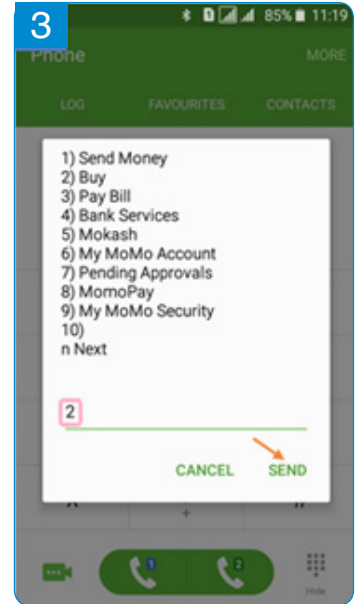 3
85% 11:19
Phone MORE
LOG FAVOURITES CONTACTS
1) Send Money
2) Buy
3) Pay Bill
4) Bank Services
5) Mokash
6) My MoMo Account
7) Pending Approvals
8) MomoPay
9) My MoMo Security
10)
n Next
2
CANCEL SEND
+
1 2
Hide